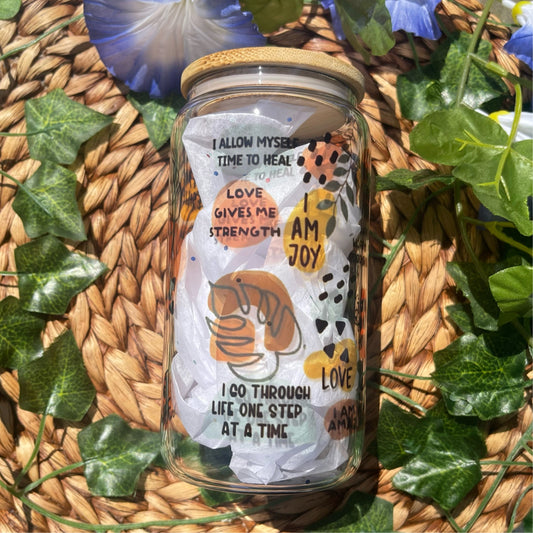 I ALLOW MYSELF
TIME TO HEAL
LOVE
GIVES ME
STRENGTH
I
AM
JOY
LOVE
I GO THROUGH
LIFE ONE STEP
AT A TIME
I AM